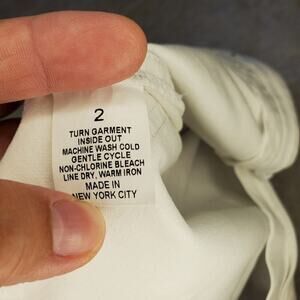 2
TURN GARMENT
INSIDE OUT
MACHINE WASH COLD
GENTLE CYCLE
NON-CHLORINE BLEACH
LINE DRY, WARM IRON
MADE IN
NEW YORK CITY